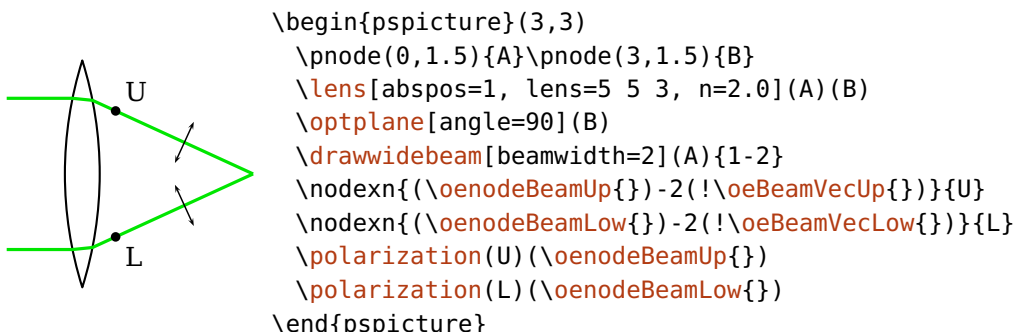 \begin{pspicture}(3,3)
\pnode(0,1.5){A}\pnode(3,1.5){B}
\lens[abspos=1, lens=5 5 3, n=2.0](A)(B)
\optplane[angle=90](B)
\drawwidebeam[beamwidth=2](A){1-2}
\nodexn{(\oenodeBeamUp{})-2(!\oeBeamVecUp{})}{U}
\nodexn{(\oenodeBeamLow{})-2(!\oeBeamVecLow{})}{L}
\polarization(U)(\oenodeBeamUp{})
\polarization(L)(\oenodeBeamLow{})
\end{pspicture}
U
L